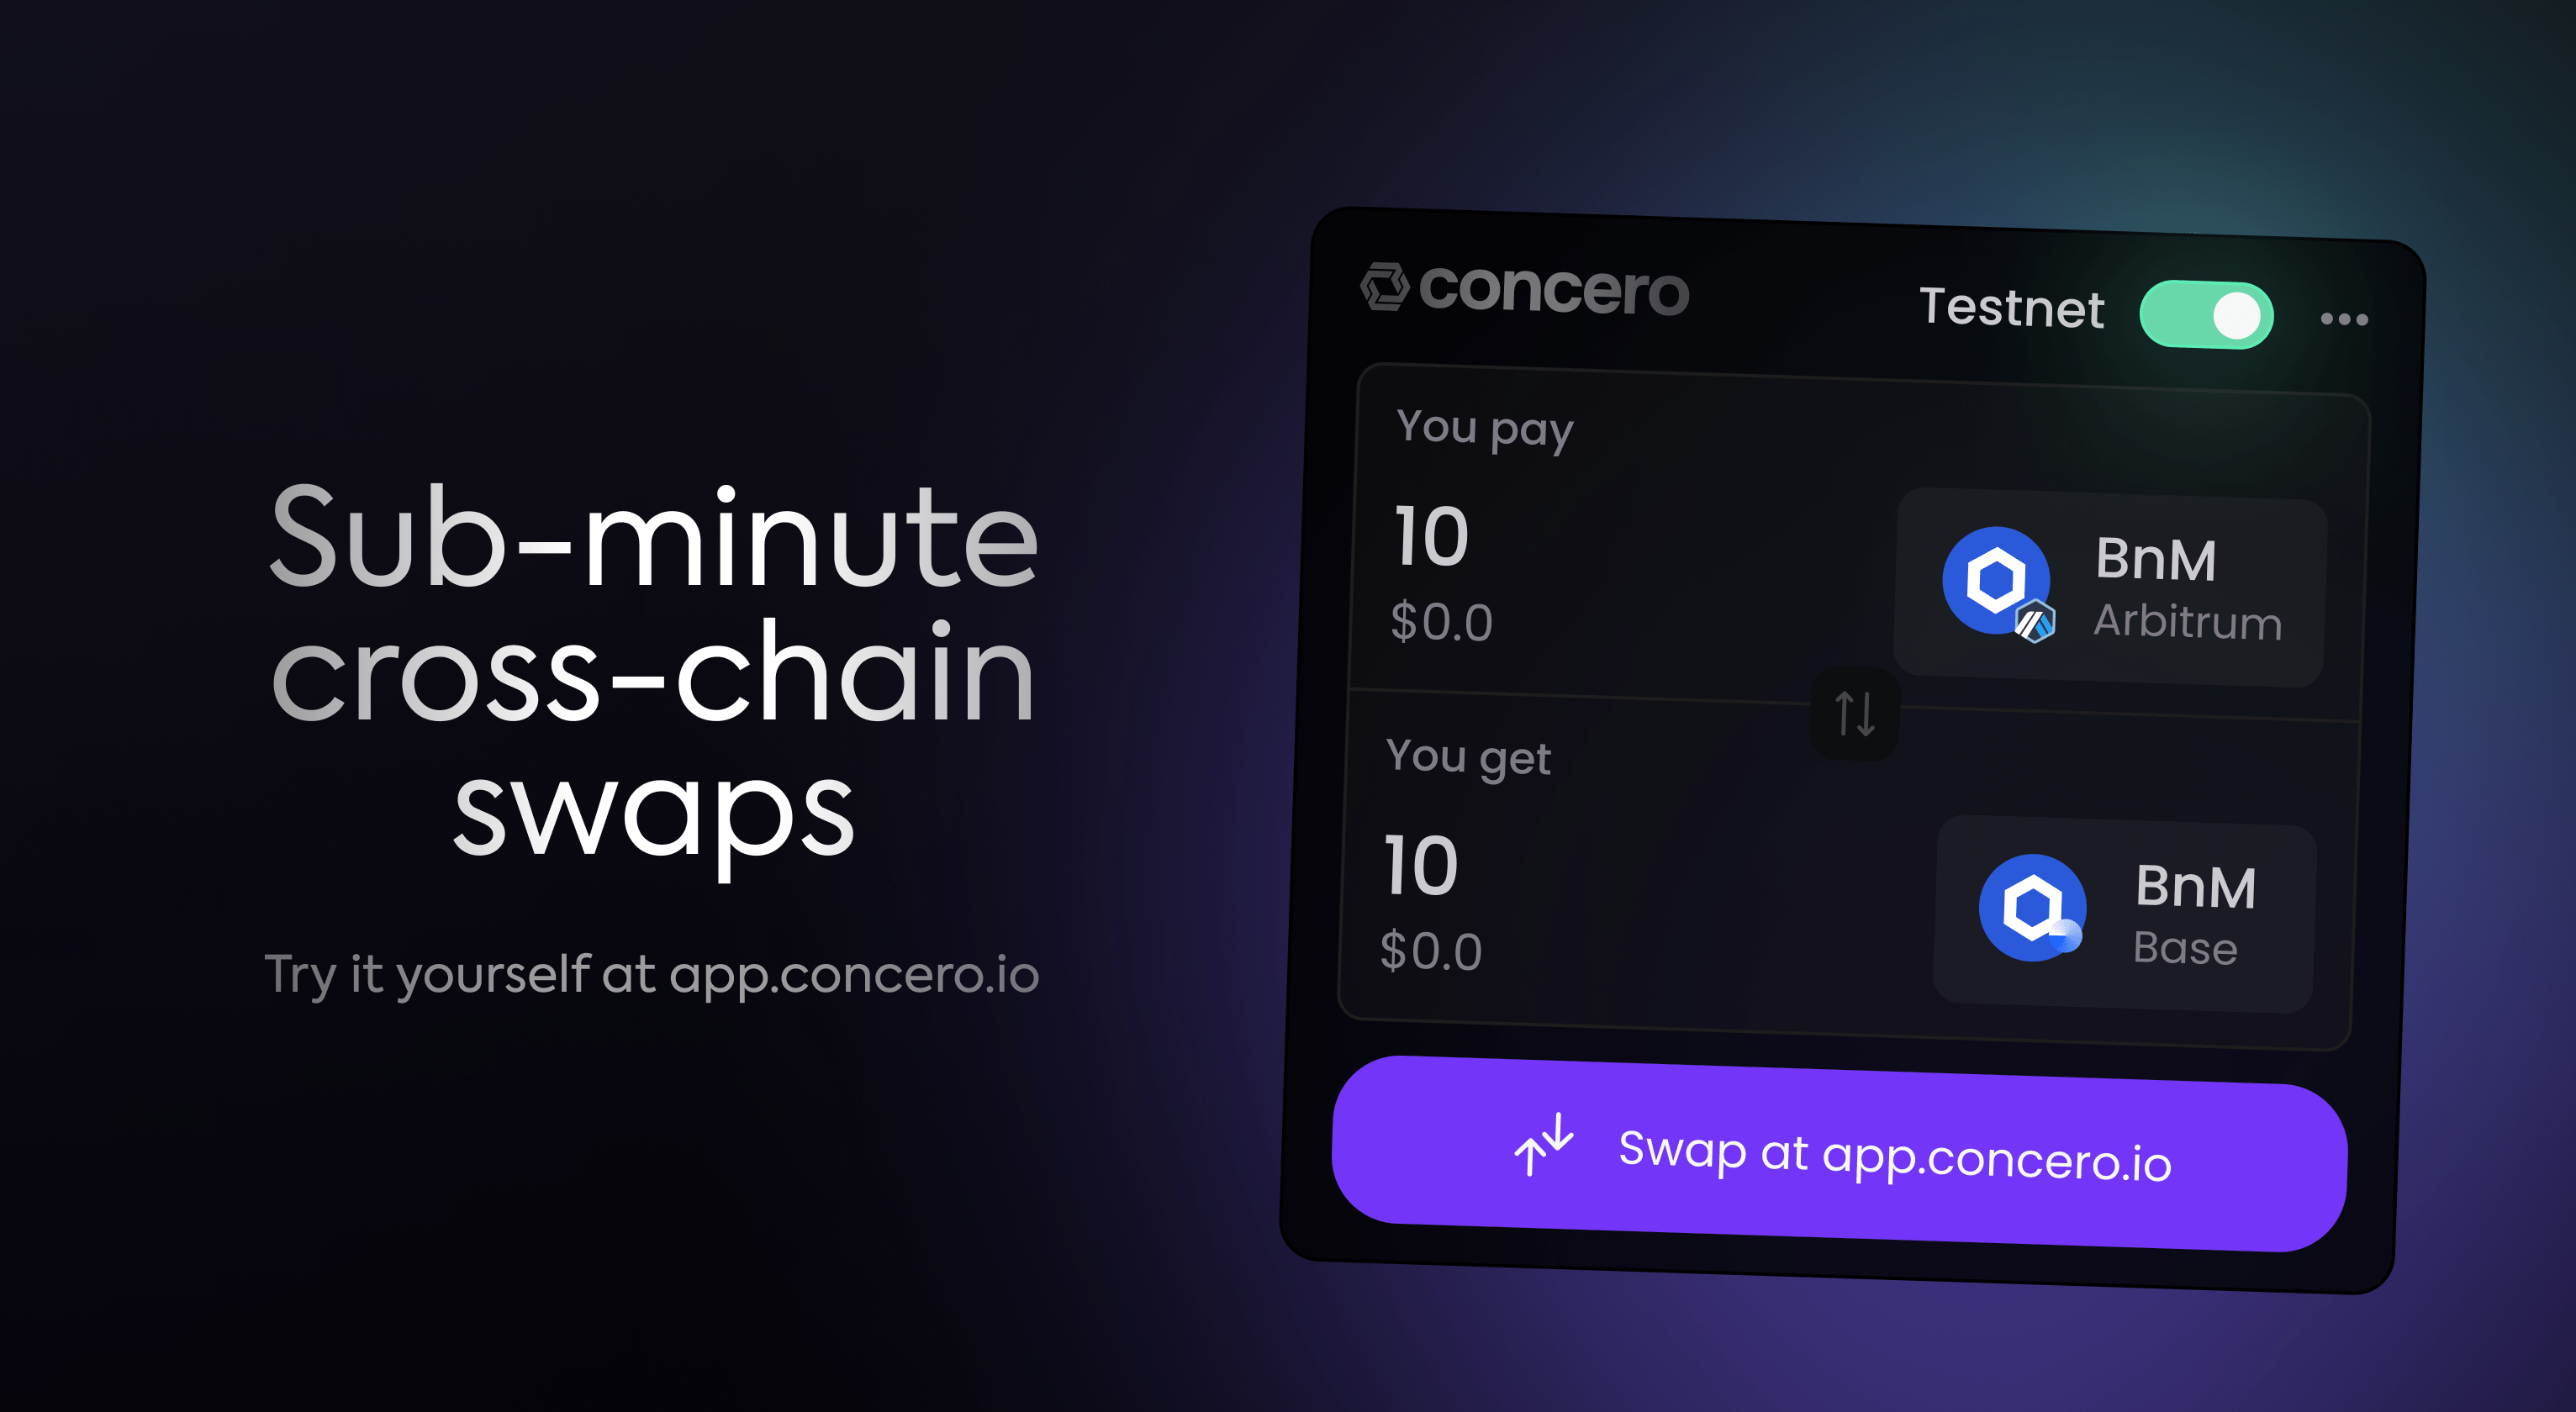 Sub-minute
cross-chain
swaps
Try it yourself at app.concero.io
concero
Testnet
You pay
10
$0.0
BnM
Arbitrum
You get
10
$0.0
BnM
Base
Swap at app.concero.io